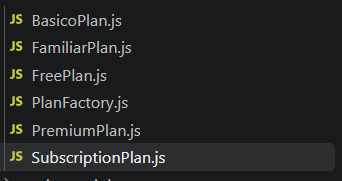 JS BasicoPlan.js
JS FamiliarPlan.js
JS FreePlan.js
JS PlanFactory.js
JS PremiumPlan.js
JS SubscriptionPlan.js